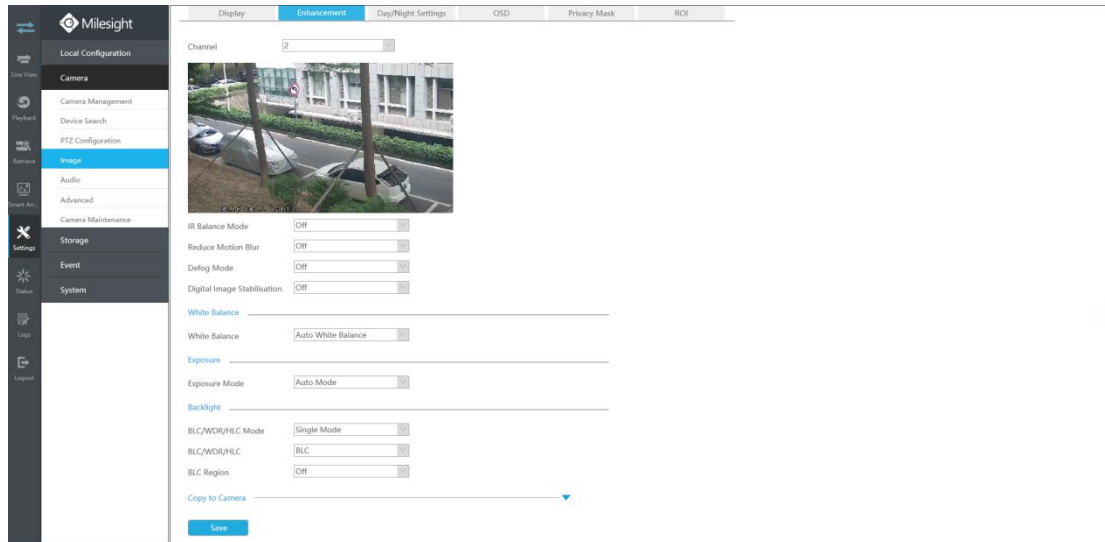 Milesight
Local Configuration
Camera
Camera Management
Device Search
PTZ Configuration
Image
Audio
Advanced
Camera Maintenance
Storage
Event
System
Live View
Playback
Retrieve
Smart An...
Settings
Status
Logs
Logout
Display Enhancement Day/Night Settings OSD Privacy Mask ROI
Channel 2
IR Balance Mode Off
Reduce Motion Blur Off
Defog Mode Off
Digital Image Stabilisation Off
White Balance
White Balance Auto White Balance
Exposure
Exposure Mode Auto Mode
Backlight
BLC/WDR/HLC Mode Single Mode
BLC/WDR/HLC BLC
BLC Region Off
Copy to Camera
Save